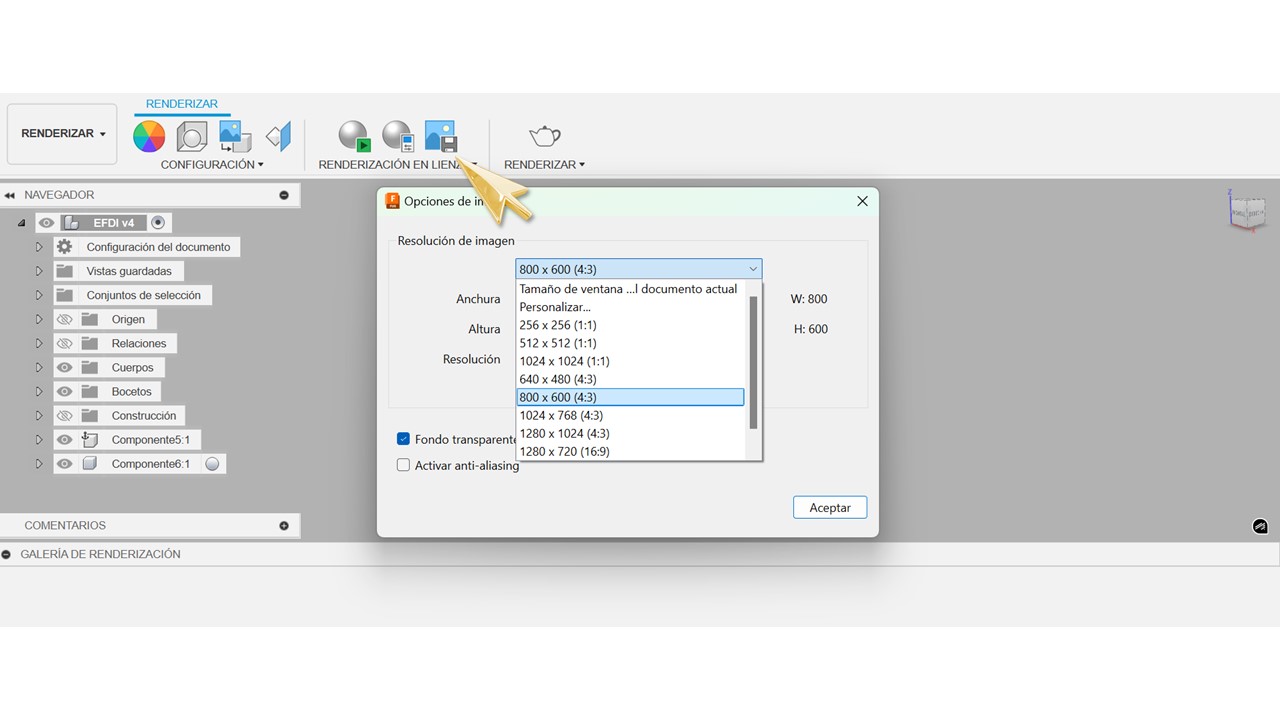 RENDERIZAR
RENDERIZAR
CONFIGURACIÓN
RENDERIZACIÓN EN
RENDERIZAR
NAVEGADOR
EFDI v4
Configuración del documento
Vistas guardadas
Conjuntos de selección
Origen
Relaciones
Cuerpos
Bocetos
Construcción
Componente5:1
Componente6:1
COMENTARIOS
GALERÍA DE RENDERIZACIÓN
Opciones de
Resolución de imagen
800 x 600 (4:3)
Anchura
W: 800
Altura
H: 600
Resolución
Tamaño de ventana ...l documento actual
Personalizar...
256 x 256 (1:1)
512 x 512 (1:1)
1024 x 1024 (1:1)
640 x 480 (4:3)
800 x 600 (4:3)
1024 x 768 (4:3)
1280 x 1024 (4:3)
1280 x 720 (16:9)
Fondo transparente
Activar anti-aliasing
Aceptar